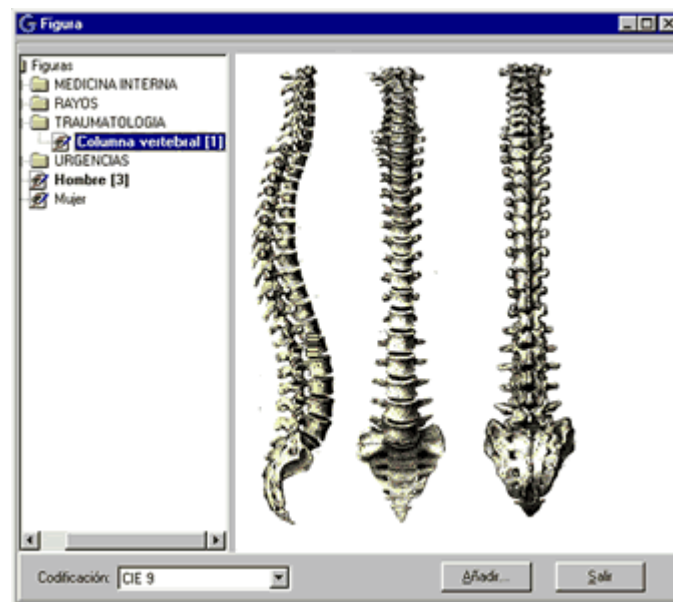 Figura
Figuras
MEDICINA INTERNA
RAYOS
TRAUMATOLOGIA
Columna vertebral [1]
URGENCIAS
Hombre [3]
Mujer
Codificación: CIE 9
Añadir...
Salir